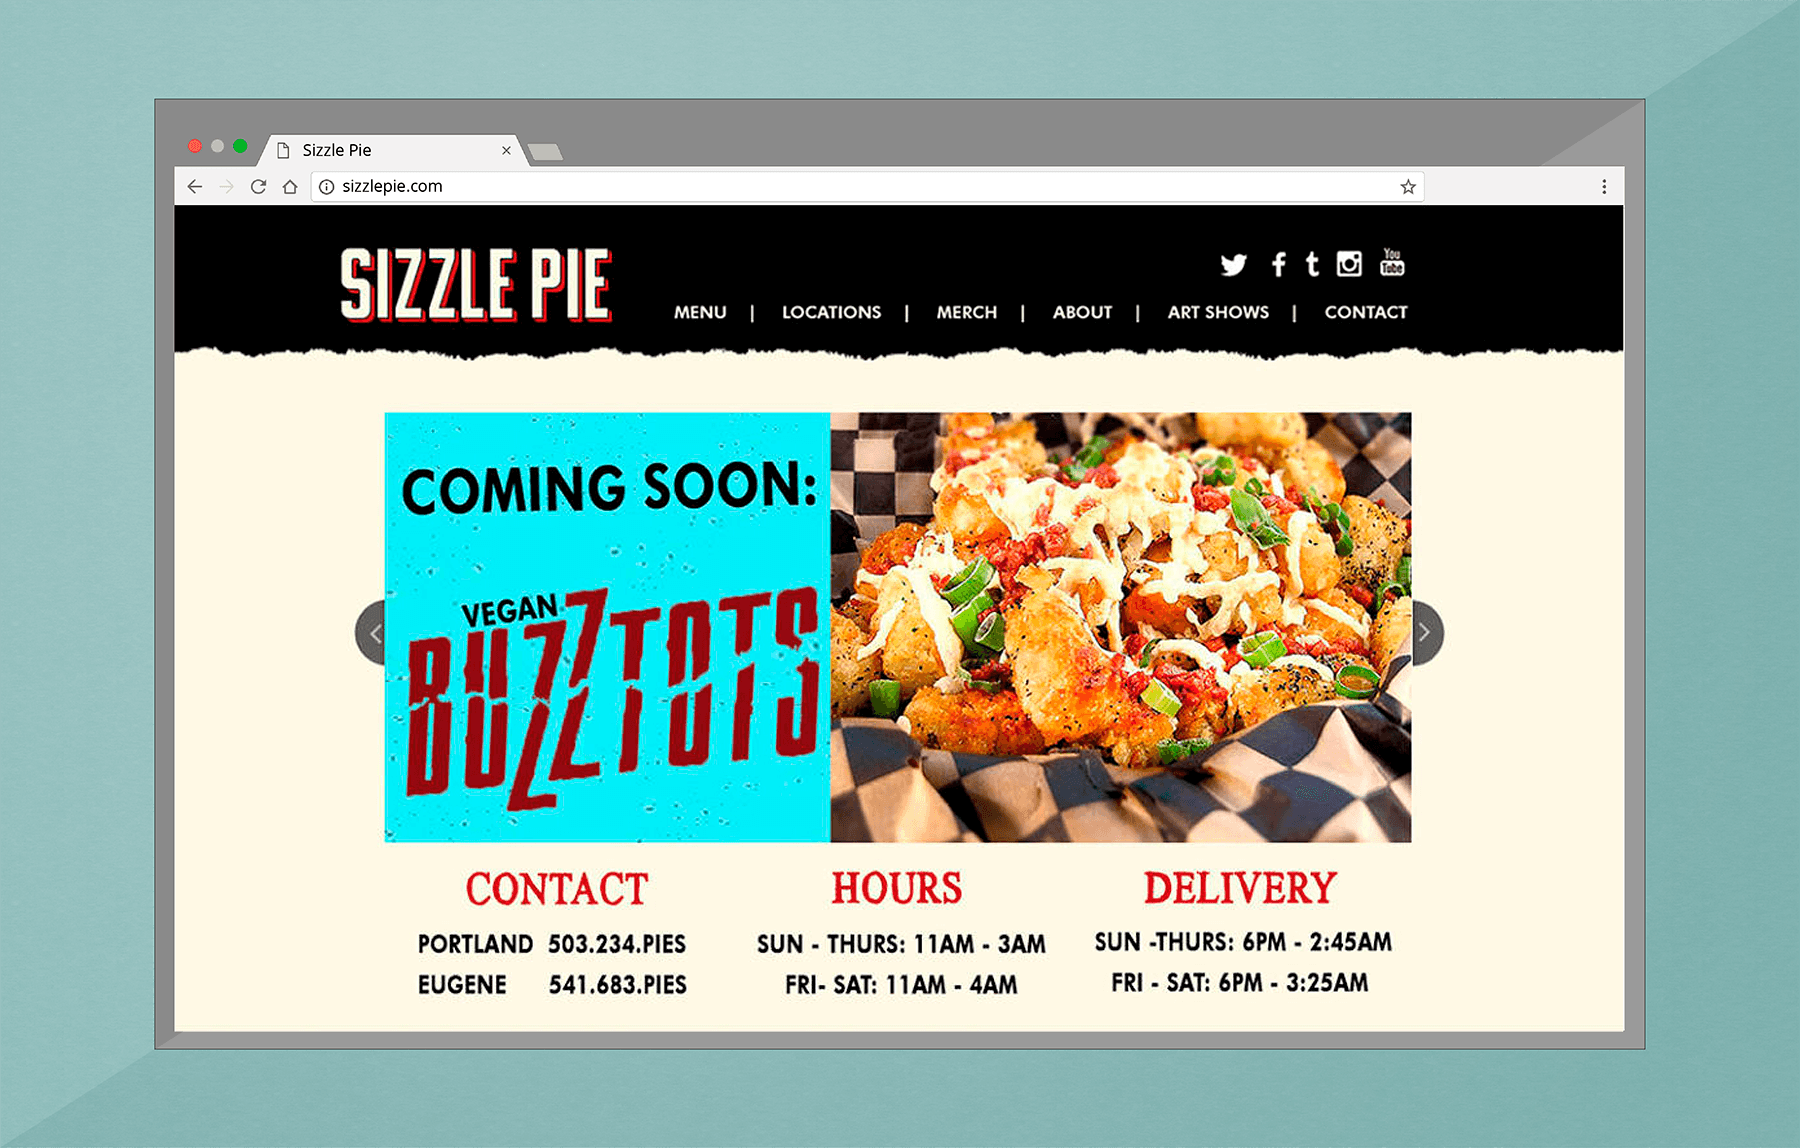 Sizzle Pie
sizzlepie.com
SIZZLE PIE
You
Tube
MENU | LOCATIONS | MERCH | ABOUT | ART SHOWS | CONTACT
COMING SOON:
VEGAN
BUZZTOTS
CONTACT
PORTLAND 503.234.PIES
EUGENE 541.683.PIES
HOURS
SUN - THURS: 11AM - 3AM
FRI- SAT: 11AM - 4AM
DELIVERY
SUN -THURS: 6PM - 2:45AM
FRI - SAT: 6PM - 3:25AM